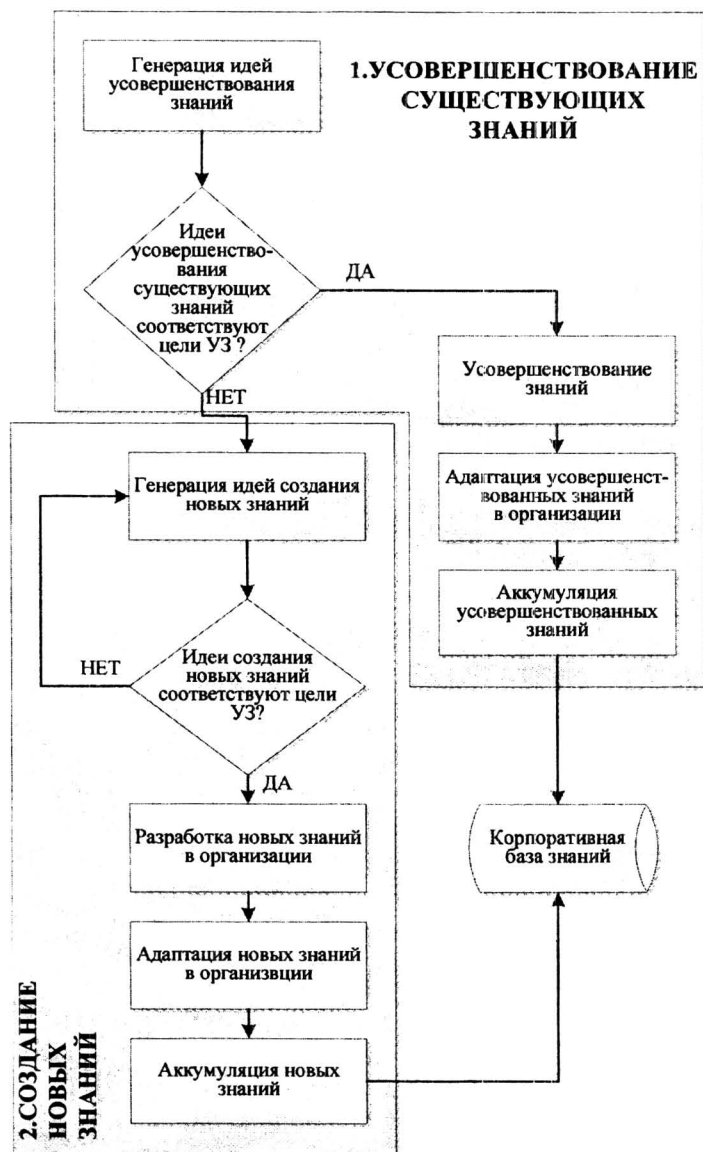 Генерация идей
усовершенствования
знаний
1.УСОВЕРШЕНСТВОВАНИЕ
СУЩЕСТВУЮЩИХ
ЗНАНИЙ
Идеи
усовершенство-
вания
существующих
знаний
соответствуют
цели УЗ ?
ДА
Усовершенствование
знаний
НЕТ
Генерация идей создания
новых знаний
Адаптация усовершенст-
вованных знаний
в организации
Аккумуляция
усовершенствованных
знаний
НЕТ
Идеи создания
новых знаний
соответствуют цели
УЗ?
ДА
Разработка новых знаний
в организации
Корпоративная
база знаний
Адаптация новых знаний
в организвции
Аккумуляция новых
знаний
2.СОЗДАНИЕ
НОВЫХ
ЗНАНИЙ